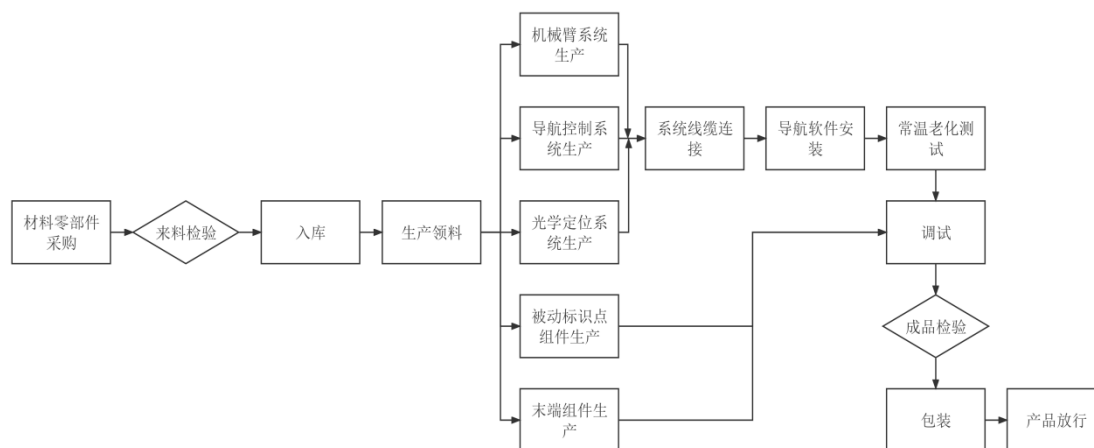 机械臂系统
生产
导航控制系
统生产
系统线缆连
接
导航软件安
装
常温老化测
试
材料零部件
采购
来料检验
入库
生产领料
光学定位系
统生产
调试
被动标识点
组件生产
成品检验
末端组件生
产
包装
产品放行